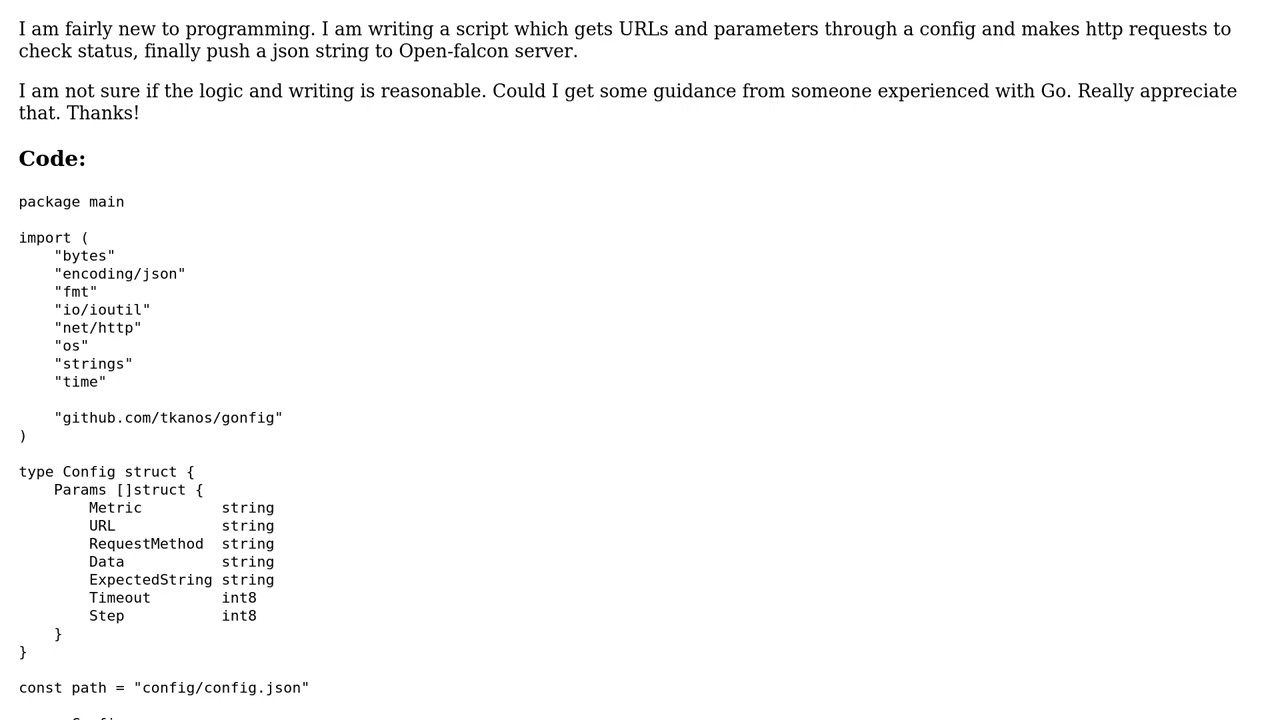 I am fairly new to programming. I am writing a script which gets URLs and parameters through a config and makes http requests to
check status, finally push a json string to Open-falcon server.
I am not sure if the logic and writing is reasonable. Could I get some guidance from someone experienced with Go. Really appreciate
that. Thanks!
Code:
package main
import (
    "bytes"
    "encoding/json"
    "fmt"
    "io/ioutil"
    "net/http"
    "os"
    "strings"
    "time"
    "github.com/tkanos/gonfig"
)
type Config struct {
    Params []struct {
        Metric         string
        URL            string
        RequestMethod  string
        Data           string
        ExpectedString string
        Timeout        int8
        Step           int8
    }
}
const path = "config/config.json"